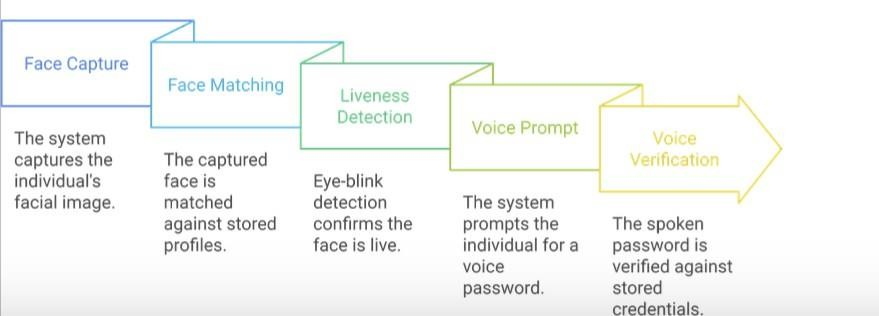 Face Capture
The system
captures the
individual's
facial image.
Face Matching
The captured
face is
matched
against stored
profiles.
Liveness
Detection
Eye-blink
detection
confirms the
face is live.
Voice Prompt
The system
prompts the
individual for a
voice
password.
Voice
Verification
The spoken
password is
verified against
stored
credentials.